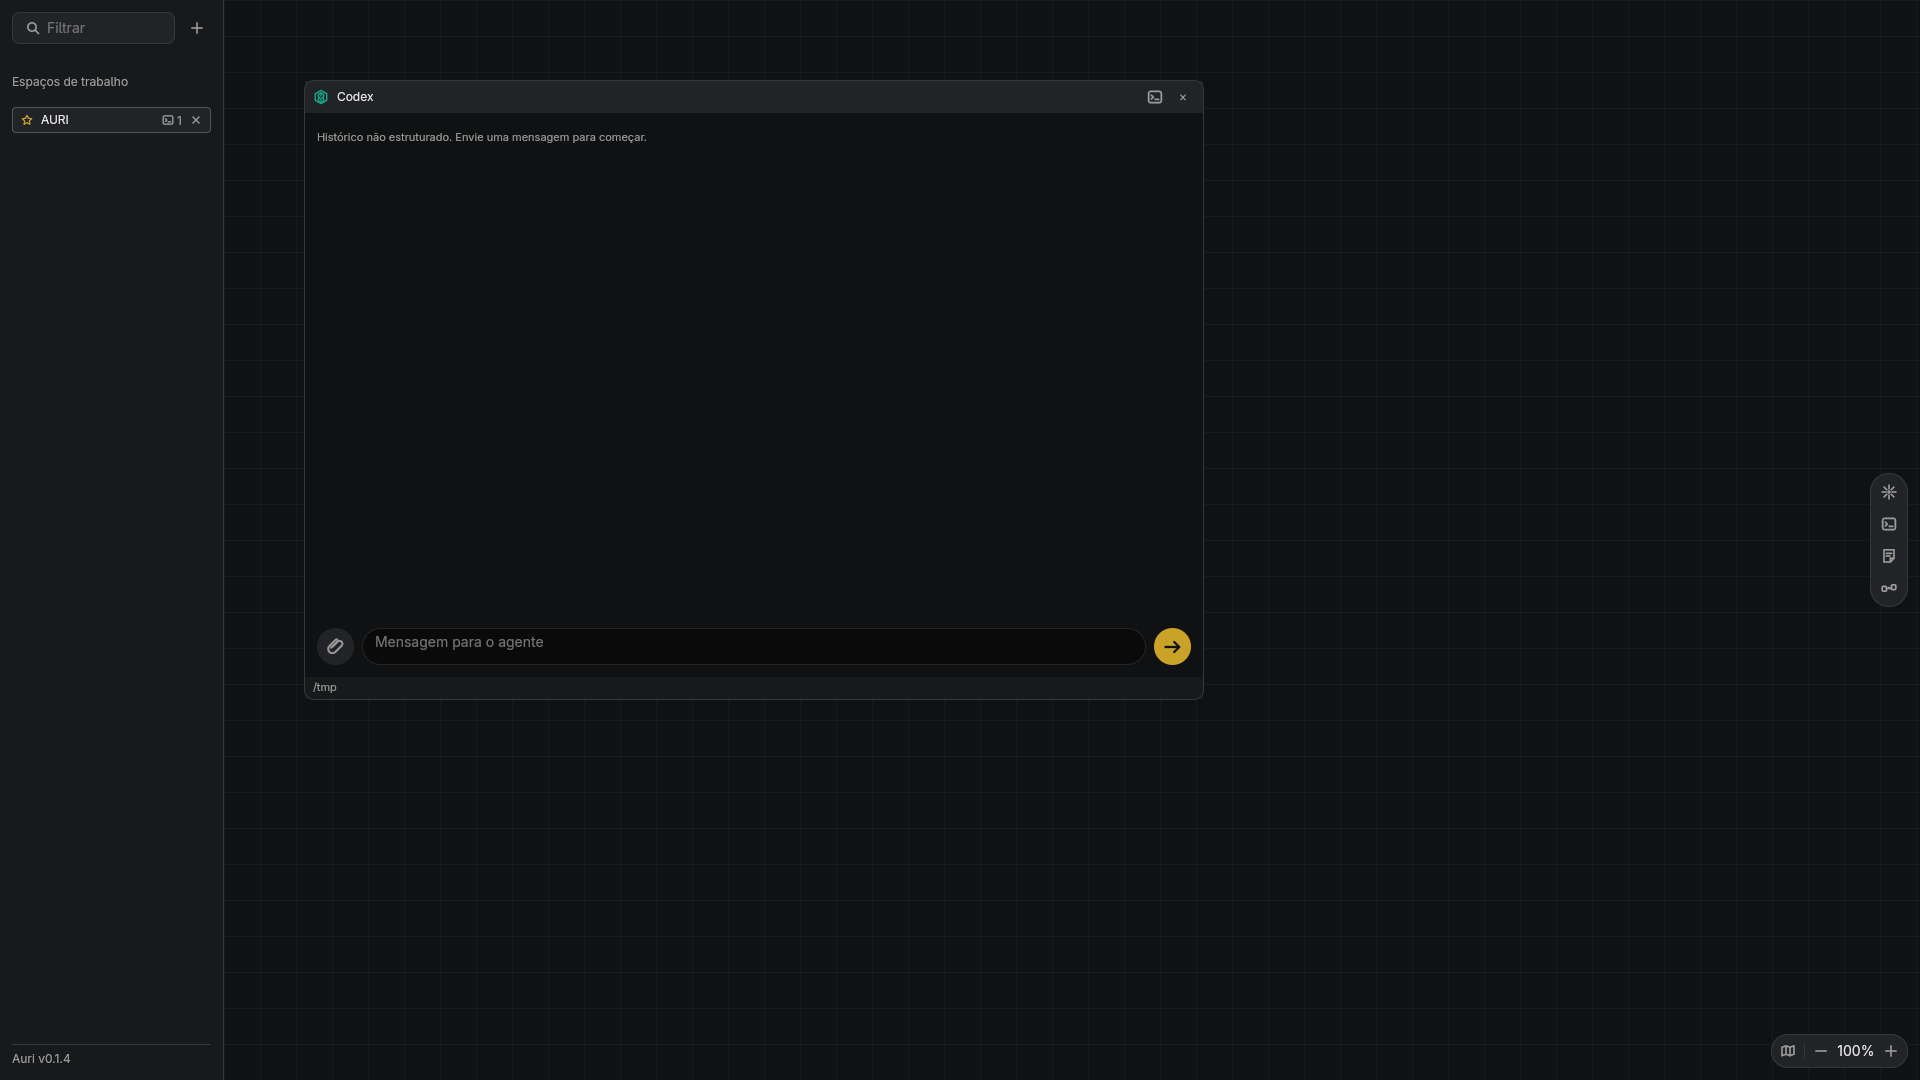 Filtrar
Espaços de trabalho
AURI 1
Codex
Histórico não estruturado. Envie uma mensagem para começar.
Mensagem para o agente
/tmp
Auri v0.1.4
100%